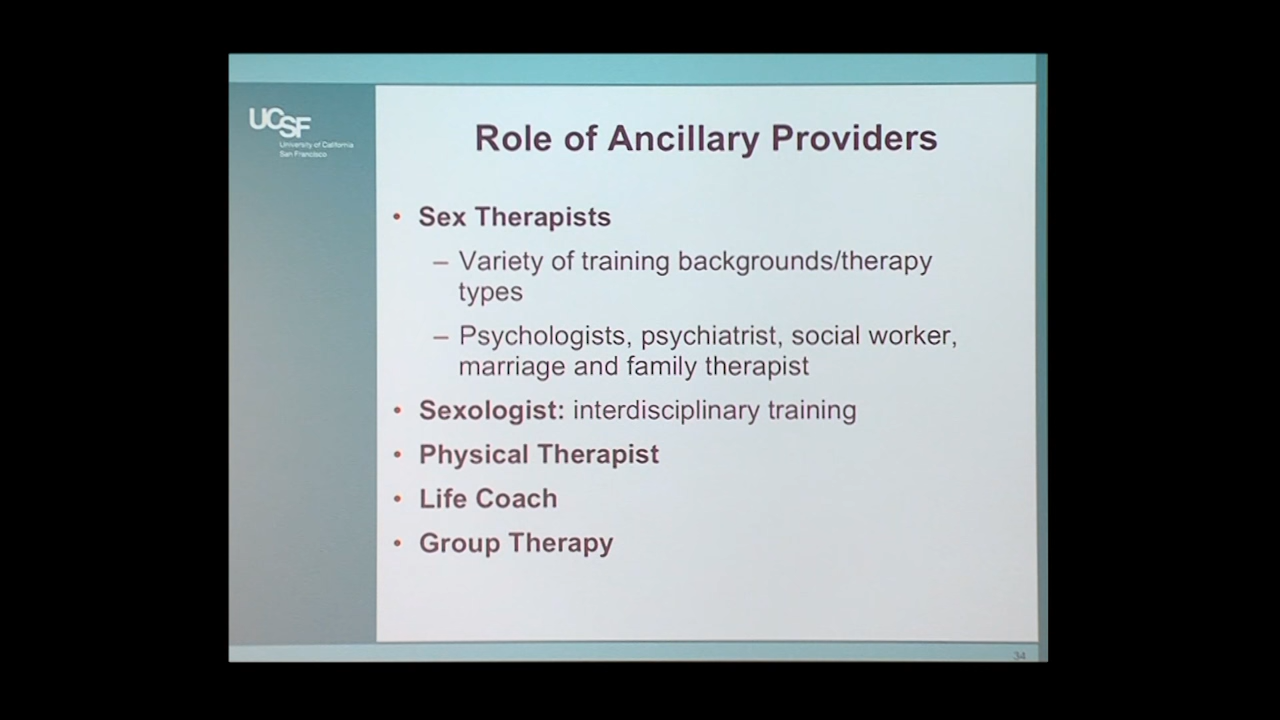 UCSF
University of California
San Francisco
Role of Ancillary Providers
• Sex Therapists
– Variety of training backgrounds/therapy
types
– Psychologists, psychiatrist, social worker,
marriage and family therapist
• Sexologist: interdisciplinary training
• Physical Therapist
• Life Coach
• Group Therapy
34